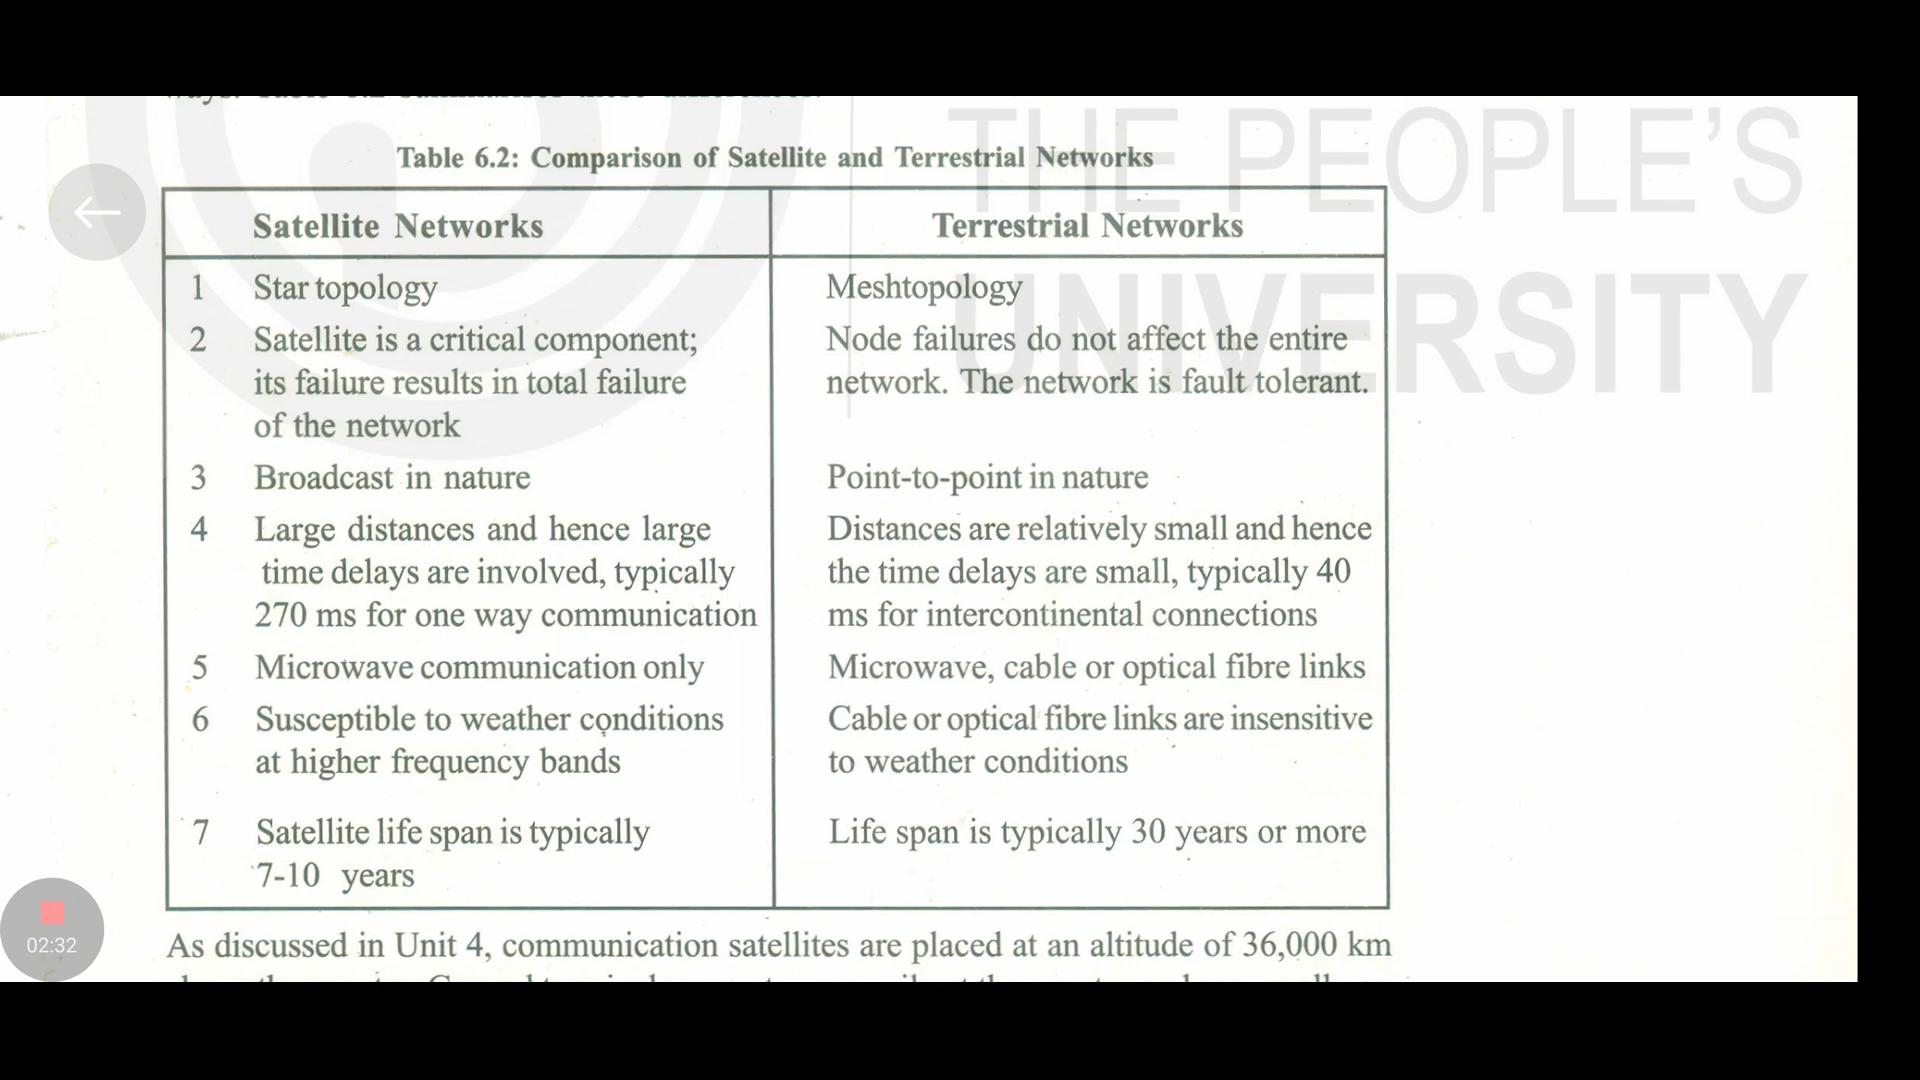 THE PEOPLE'S
UNIVERSITY
Table 6.2: Comparison of Satellite and Terrestrial Networks
Satellite Networks Terrestrial Networks
1 Star topology Meshtopology
2 Satellite is a critical component; Node failures do not affect the entire
its failure results in total failure network. The network is fault tolerant.
of the network
3 Broadcast in nature Point-to-point in nature
4 Large distances and hence large Distances are relatively small and hence
time delays are involved, typically the time delays are small, typically 40
270 ms for one way communication ms for intercontinental connections
5 Microwave communication only Microwave, cable or optical fibre links
6 Susceptible to weather conditions Cable or optical fibre links are insensitive
at higher frequency bands to weather conditions
7 Satellite life span is typically Life span is typically 30 years or more
7-10 years
As discussed in Unit 4, communication satellites are placed at an altitude of 36,000 km
02:32